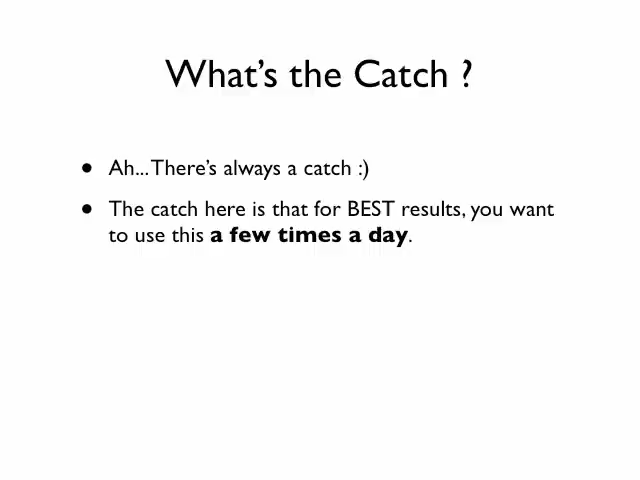 What’s the Catch ?
• Ah... There’s always a catch :)
• The catch here is that for BEST results, you want
to use this a few times a day.